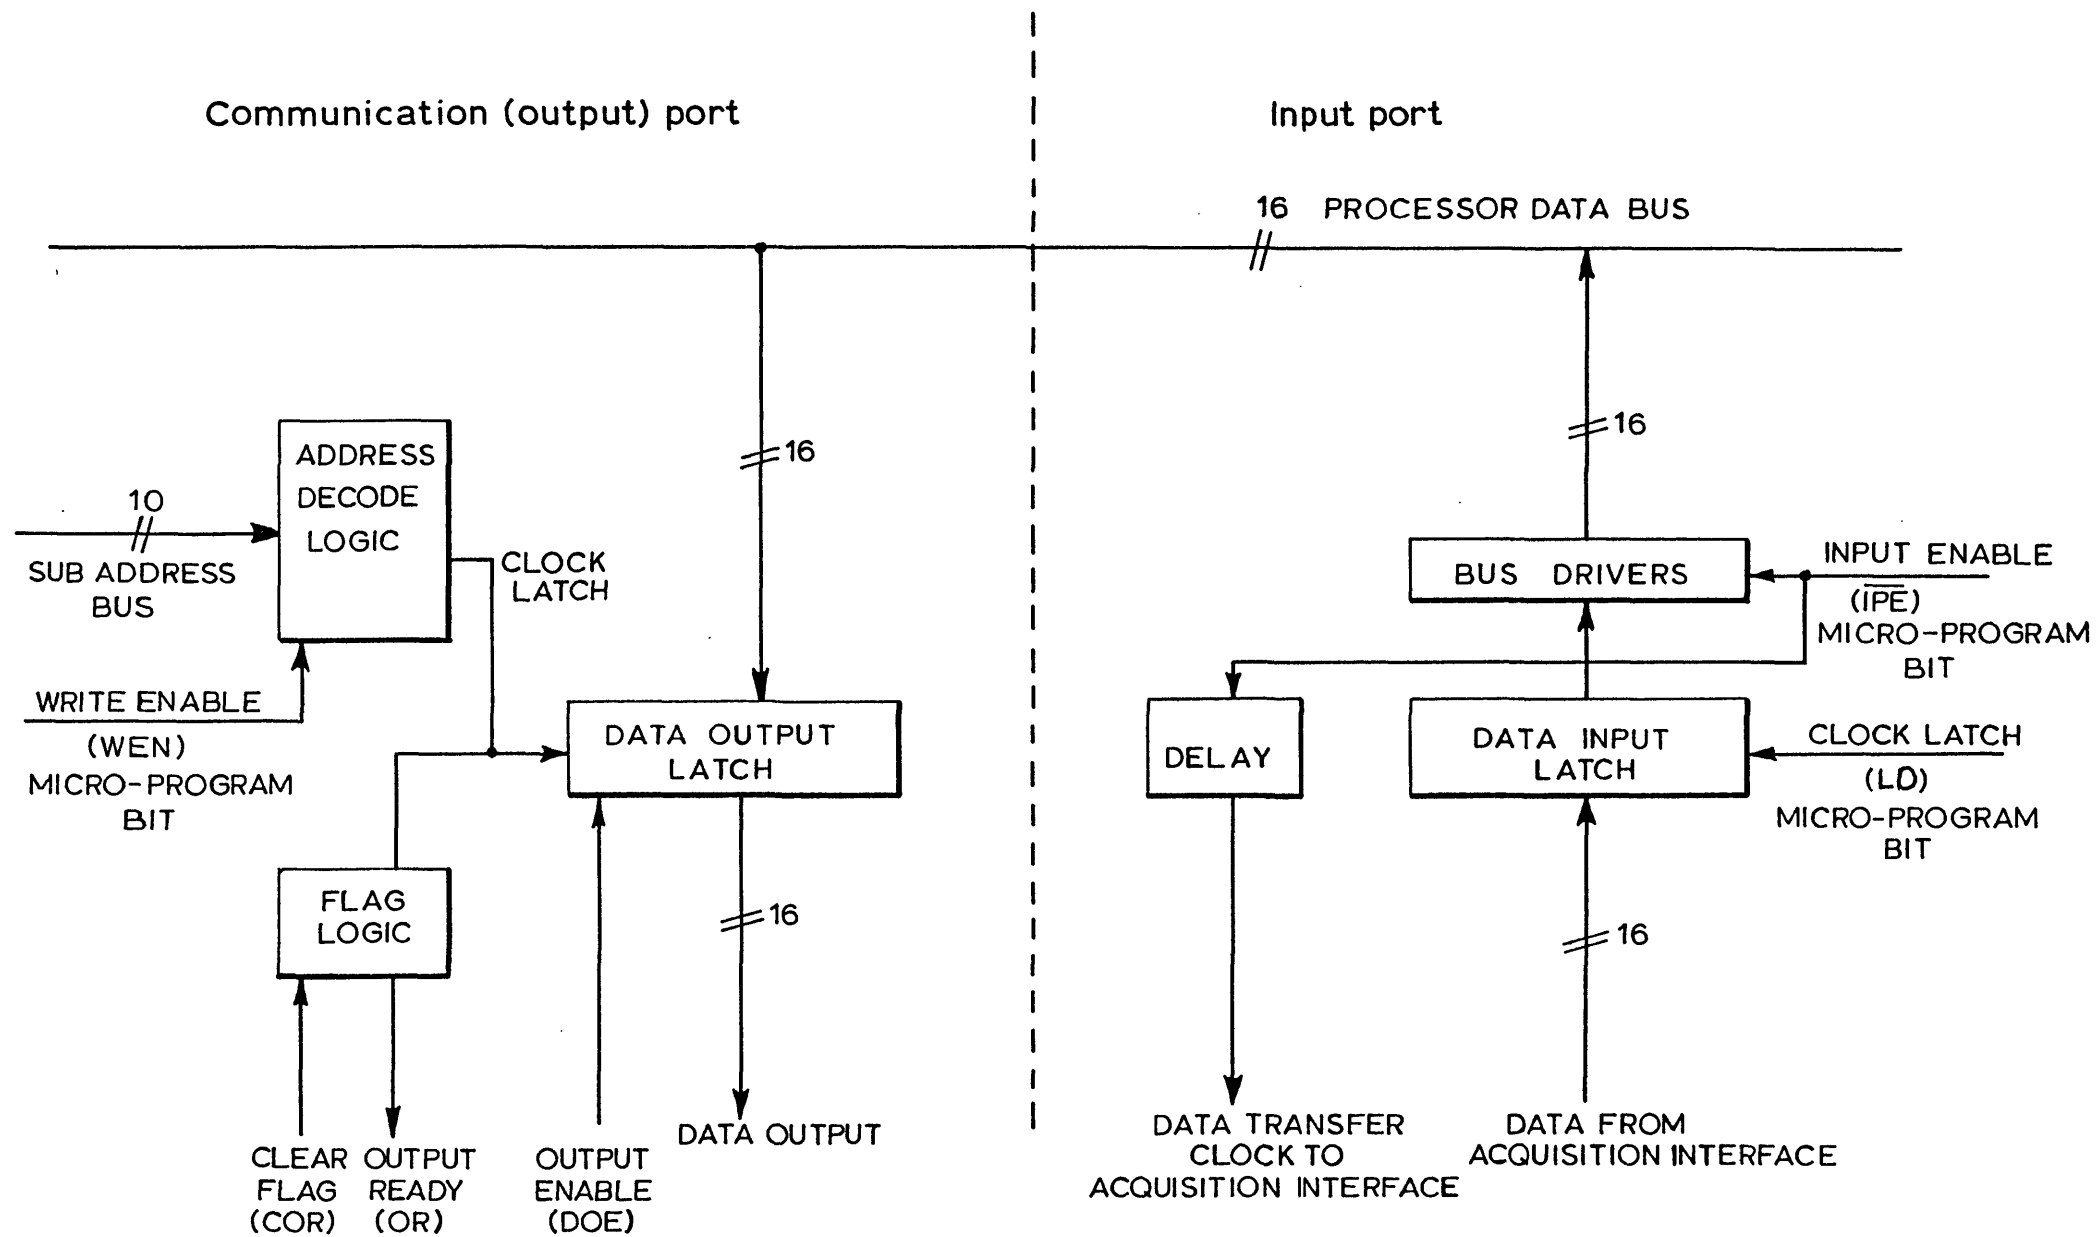 Communication (output) port
Input port
16 PROCESSOR DATA BUS
16
16
ADDRESS
DECODE
LOGIC
10
SUB ADDRESS
BUS
CLOCK
LATCH
WRITE ENABLE
(WEN)
MICRO-PROGRAM
BIT
DATA OUTPUT
LATCH
FLAG
LOGIC
16
CLEAR
FLAG
(COR)
OUTPUT
READY
(OR)
OUTPUT
ENABLE
(DOE)
DATA OUTPUT
BUS DRIVERS
INPUT ENABLE
(I̅P̅E̅)
MICRO-PROGRAM
BIT
DELAY
DATA INPUT
LATCH
CLOCK LATCH
(LD)
MICRO-PROGRAM
BIT
16
DATA TRANSFER
CLOCK TO
ACQUISITION INTERFACE
DATA FROM
ACQUISITION INTERFACE